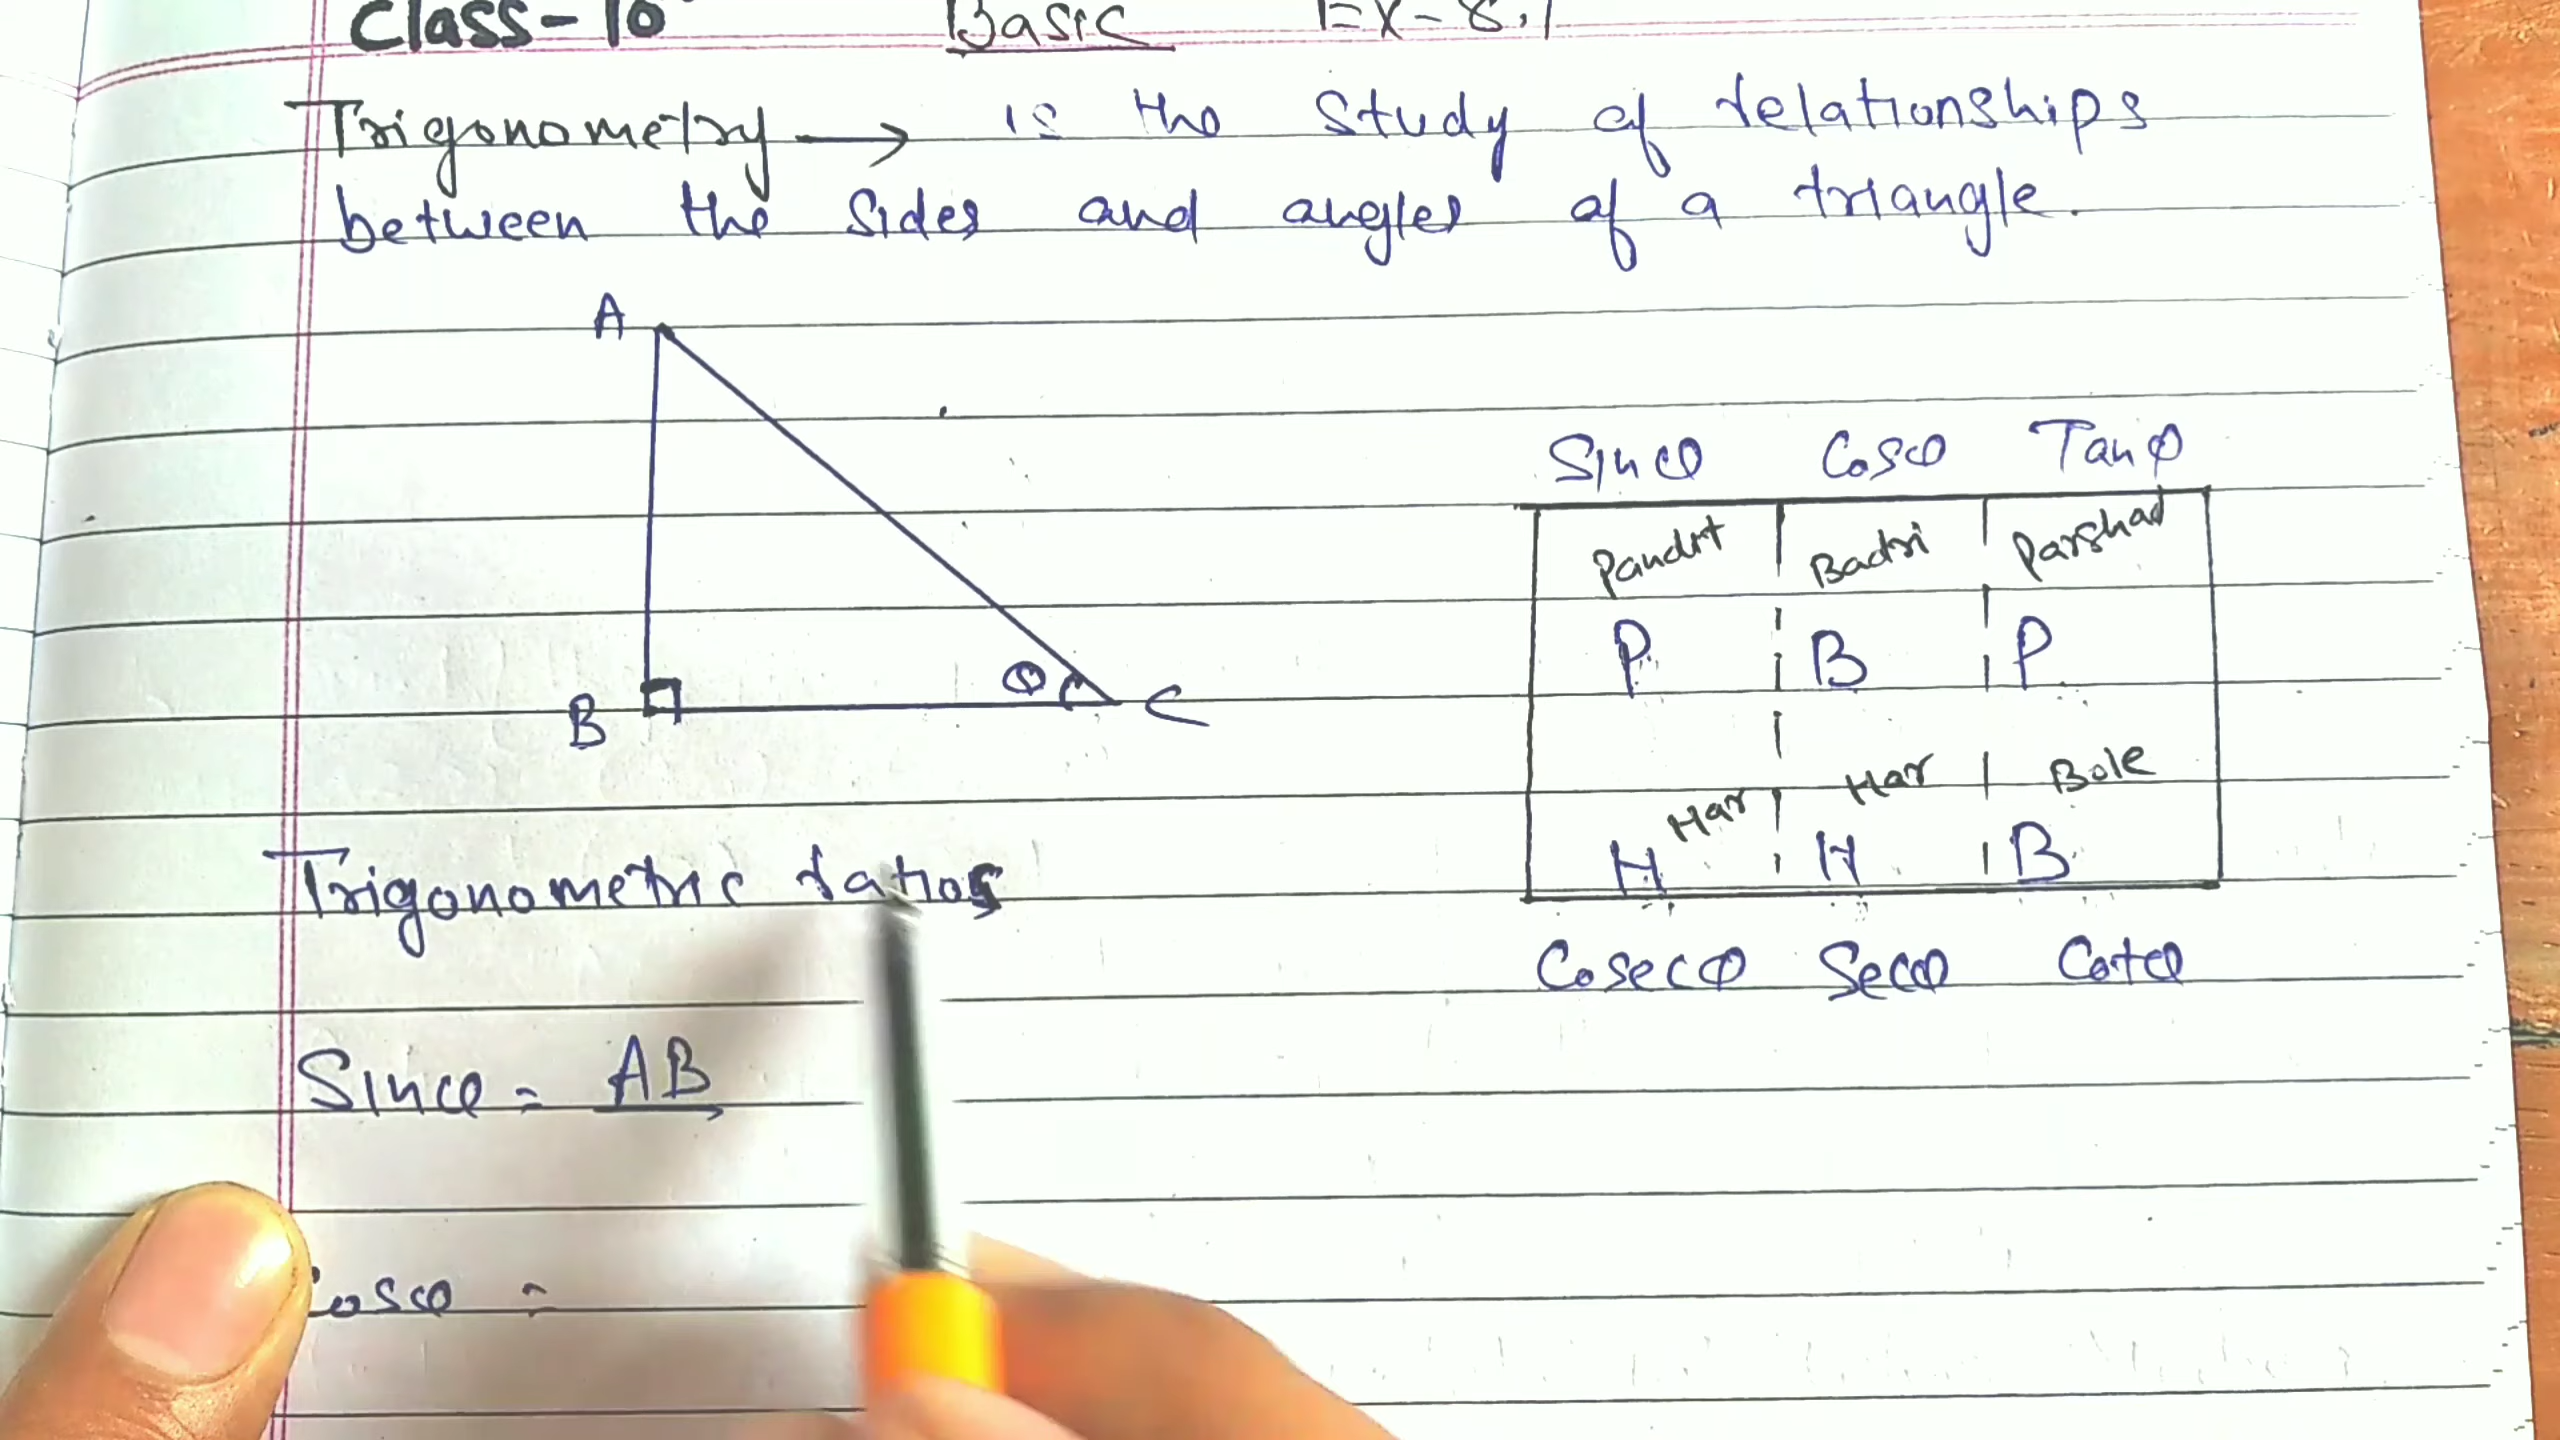 Class-10 Basic Ex-8.1
Trigonometry → is the study of relationships
between the sides and angles of a triangle.
A
B
θ
C
Sinθ Cosθ Tanθ
Pandit Badri Parshad
P B P
Har Har Bole
H H B
Cosecθ Secθ Cotθ
Trigonometric ratios
Sinθ = AB
Cosθ =